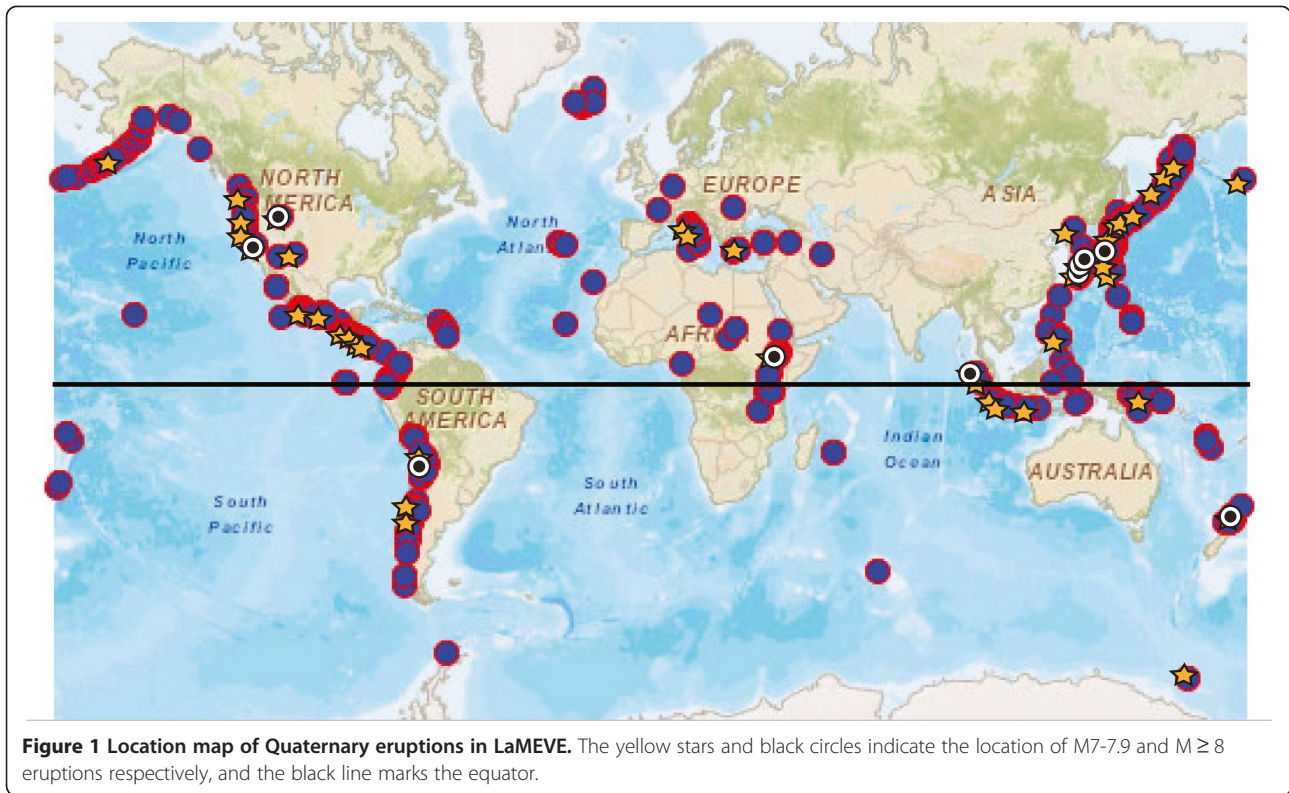 NORTH
AMERICA
North
Pacific
North
Atlantic
EUROPE
ASIA
AFRICA
SOUTH
AMERICA
Indian
Ocean
AUSTRALIA
South
Pacific
South
Atlantic
Figure 1 Location map of Quaternary eruptions in LaMEVE. The yellow stars and black circles indicate the location of M7-7.9 and M ≥ 8
eruptions respectively, and the black line marks the equator.